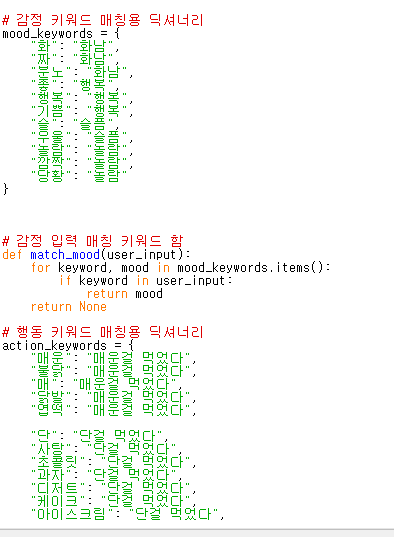 # 감정 키워드 매칭용 딕셔너리
mood_keywords = {
"화": "화남",
"짜": "화남",
"분노": "화남",
"좋": "행복",
"행복": "행복",
"기쁨": "행복",
"슬": "슬픔",
"우울": "슬픔",
"놀람": "놀람",
"깜짝": "놀람",
"당황": "놀람",
}
# 감정 입력 매칭 키워드 함
def match_mood(user_input):
for keyword, mood in mood_keywords.items():
if keyword in user_input:
return mood
return None
# 행동 키워드 매칭용 딕셔너리
action_keywords = {
"매운": "매운걸 먹었다",
"불닭": "매운걸 먹었다",
"매": "매운걸 먹었다",
"닭발": "매운걸 먹었다",
"엽떡": "매운걸 먹었다",
"단": "단걸 먹었다",
"사탕": "단걸 먹었다",
"초콜릿": "단걸 먹었다",
"과자": "단걸 먹었다",
"디저트": "단걸 먹었다",
"케이크": "단걸 먹었다",
"아이스크림": "단걸 먹었다",